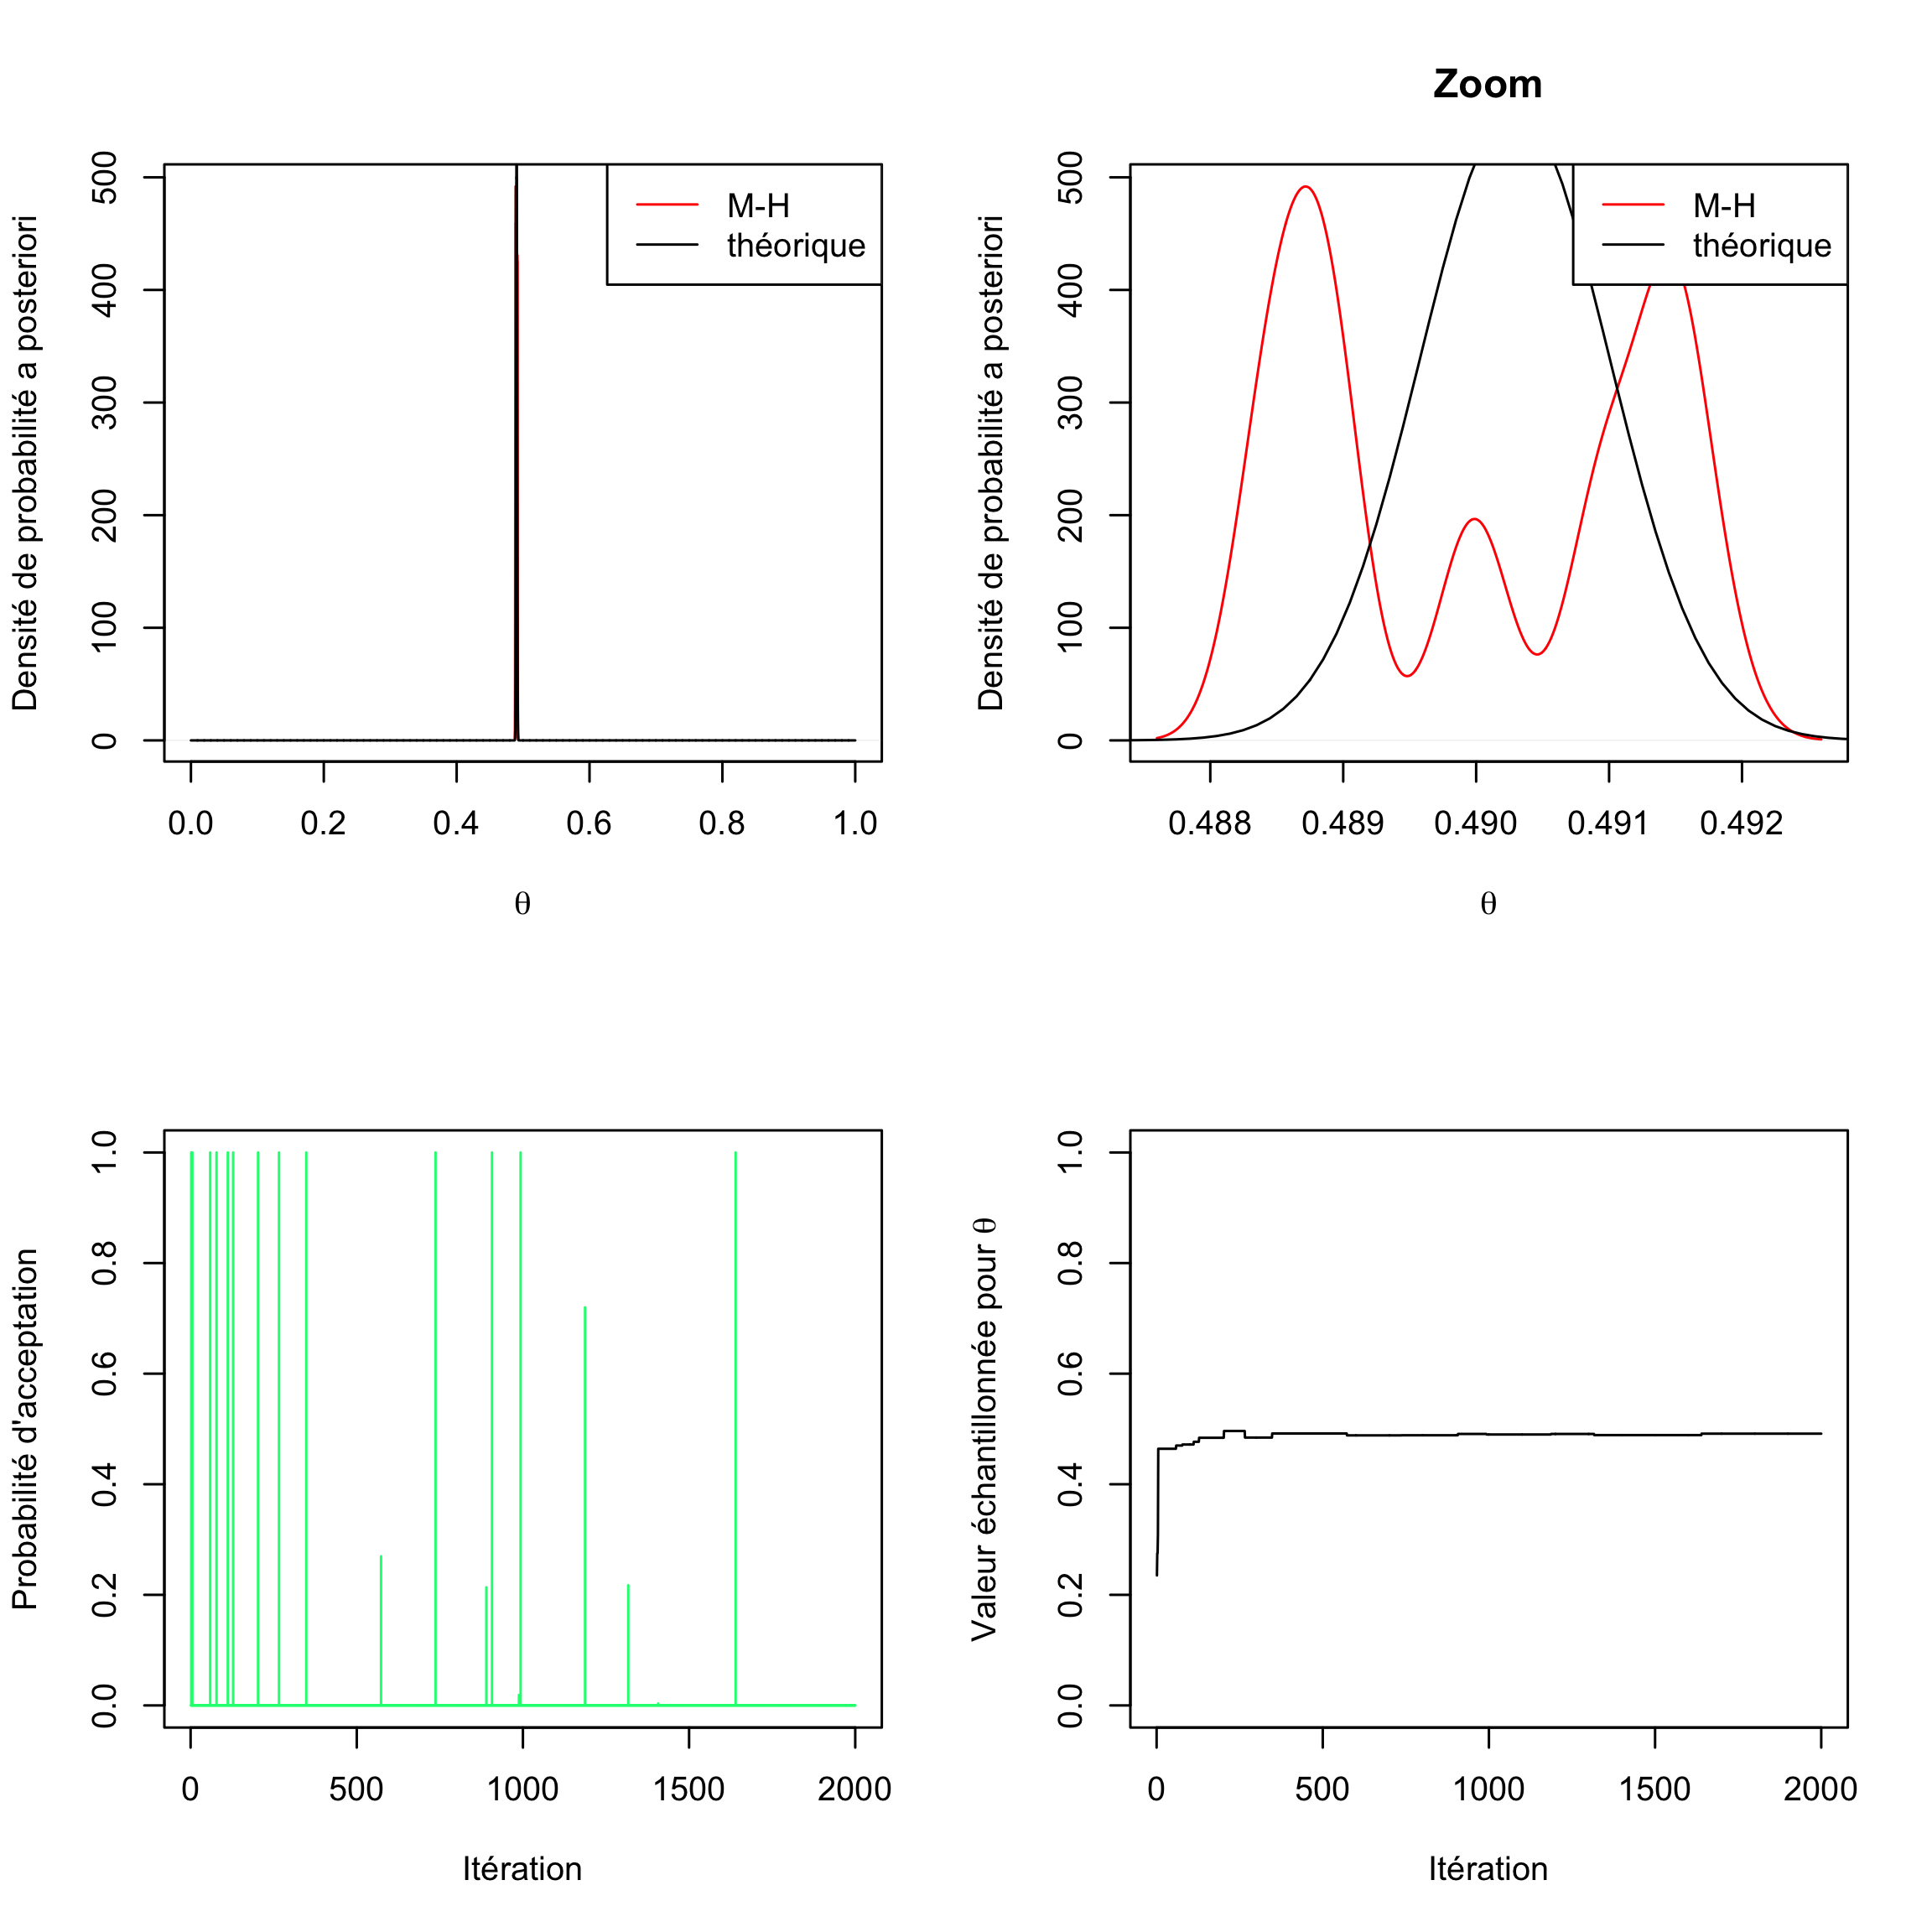 Densité de probabilité a posteriori
500
400
300
200
100
0
M-H
théorique
0.0 0.2 0.4 0.6 0.8 1.0
θ
Zoom
Densité de probabilité a posteriori
500
400
300
200
100
0
M-H
théorique
0.488 0.489 0.490 0.491 0.492
θ
Probabilité d'acceptation
1.0
0.8
0.6
0.4
0.2
0.0
0 500 1000 1500 2000
Itération
Valeur échantillonnée pour θ
1.0
0.8
0.6
0.4
0.2
0.0
0 500 1000 1500 2000
Itération